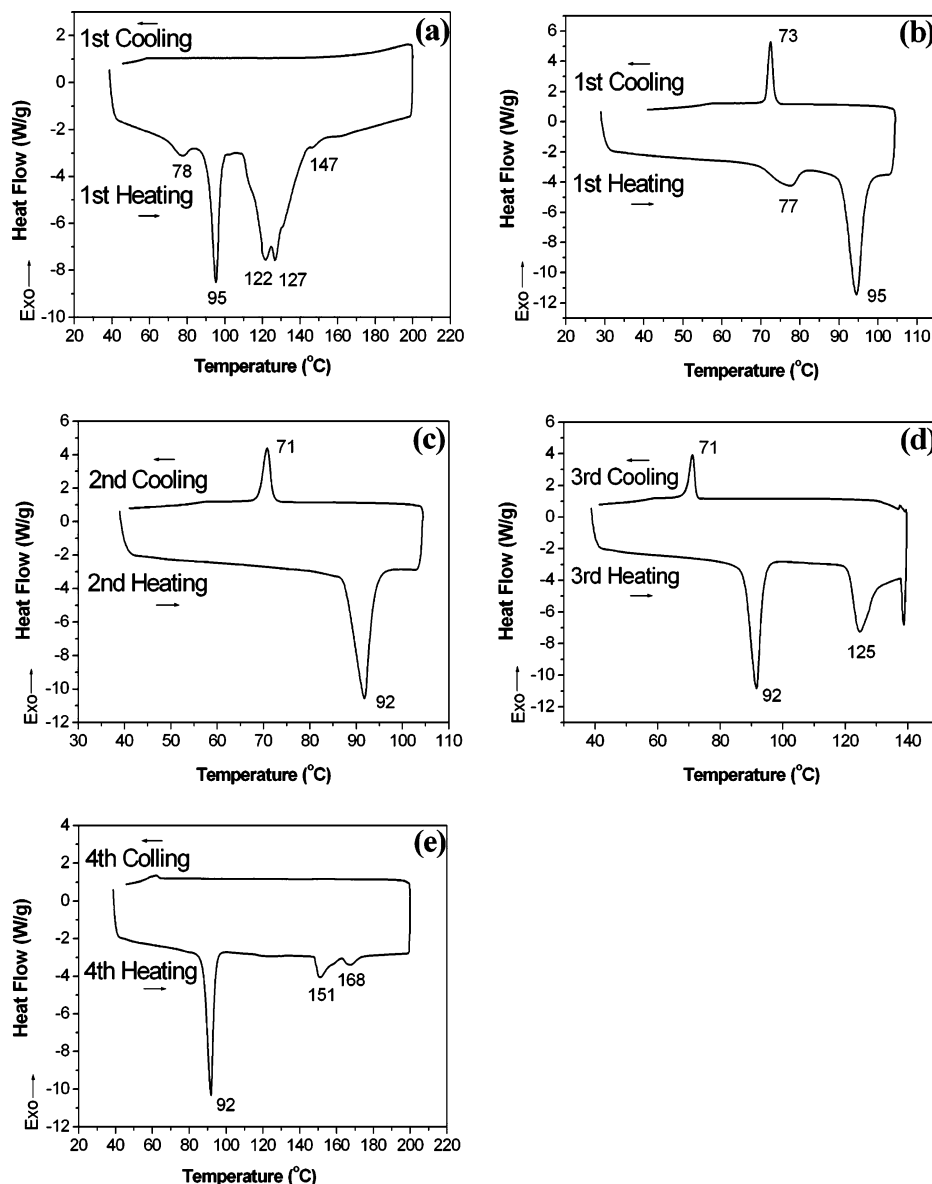 (a)
1st Cooling
1st Heating
78
95
122
127
147
2
0
-2
-4
-6
-8
-10
20 40 60 80 100 120 140 160 180 200 220
Heat Flow (W/g)
Exo
Temperature (°C)
(b)
73
1st Cooling
1st Heating
77
95
6
4
2
0
-2
-4
-6
-8
-10
-12
20 30 40 50 60 70 80 90 100 110
Heat Flow (W/g)
Exo
Temperature (°C)
(c)
71
2nd Cooling
2nd Heating
92
6
4
2
0
-2
-4
-6
-8
-10
-12
30 40 50 60 70 80 90 100 110
Heat Flow (W/g)
Exo
Temperature (°C)
(d)
71
3rd Cooling
3rd Heating
125
92
6
4
2
0
-2
-4
-6
-8
-10
-12
40 60 80 100 120 140
Heat Flow (W/g)
Exo
Temperature (°C)
(e)
4th Colling
4th Heating
151
168
92
4
2
0
-2
-4
-6
-8
-10
-12
20 40 60 80 100 120 140 160 180 200 220
Heat Flow (W/g)
Exo
Temperature (°C)